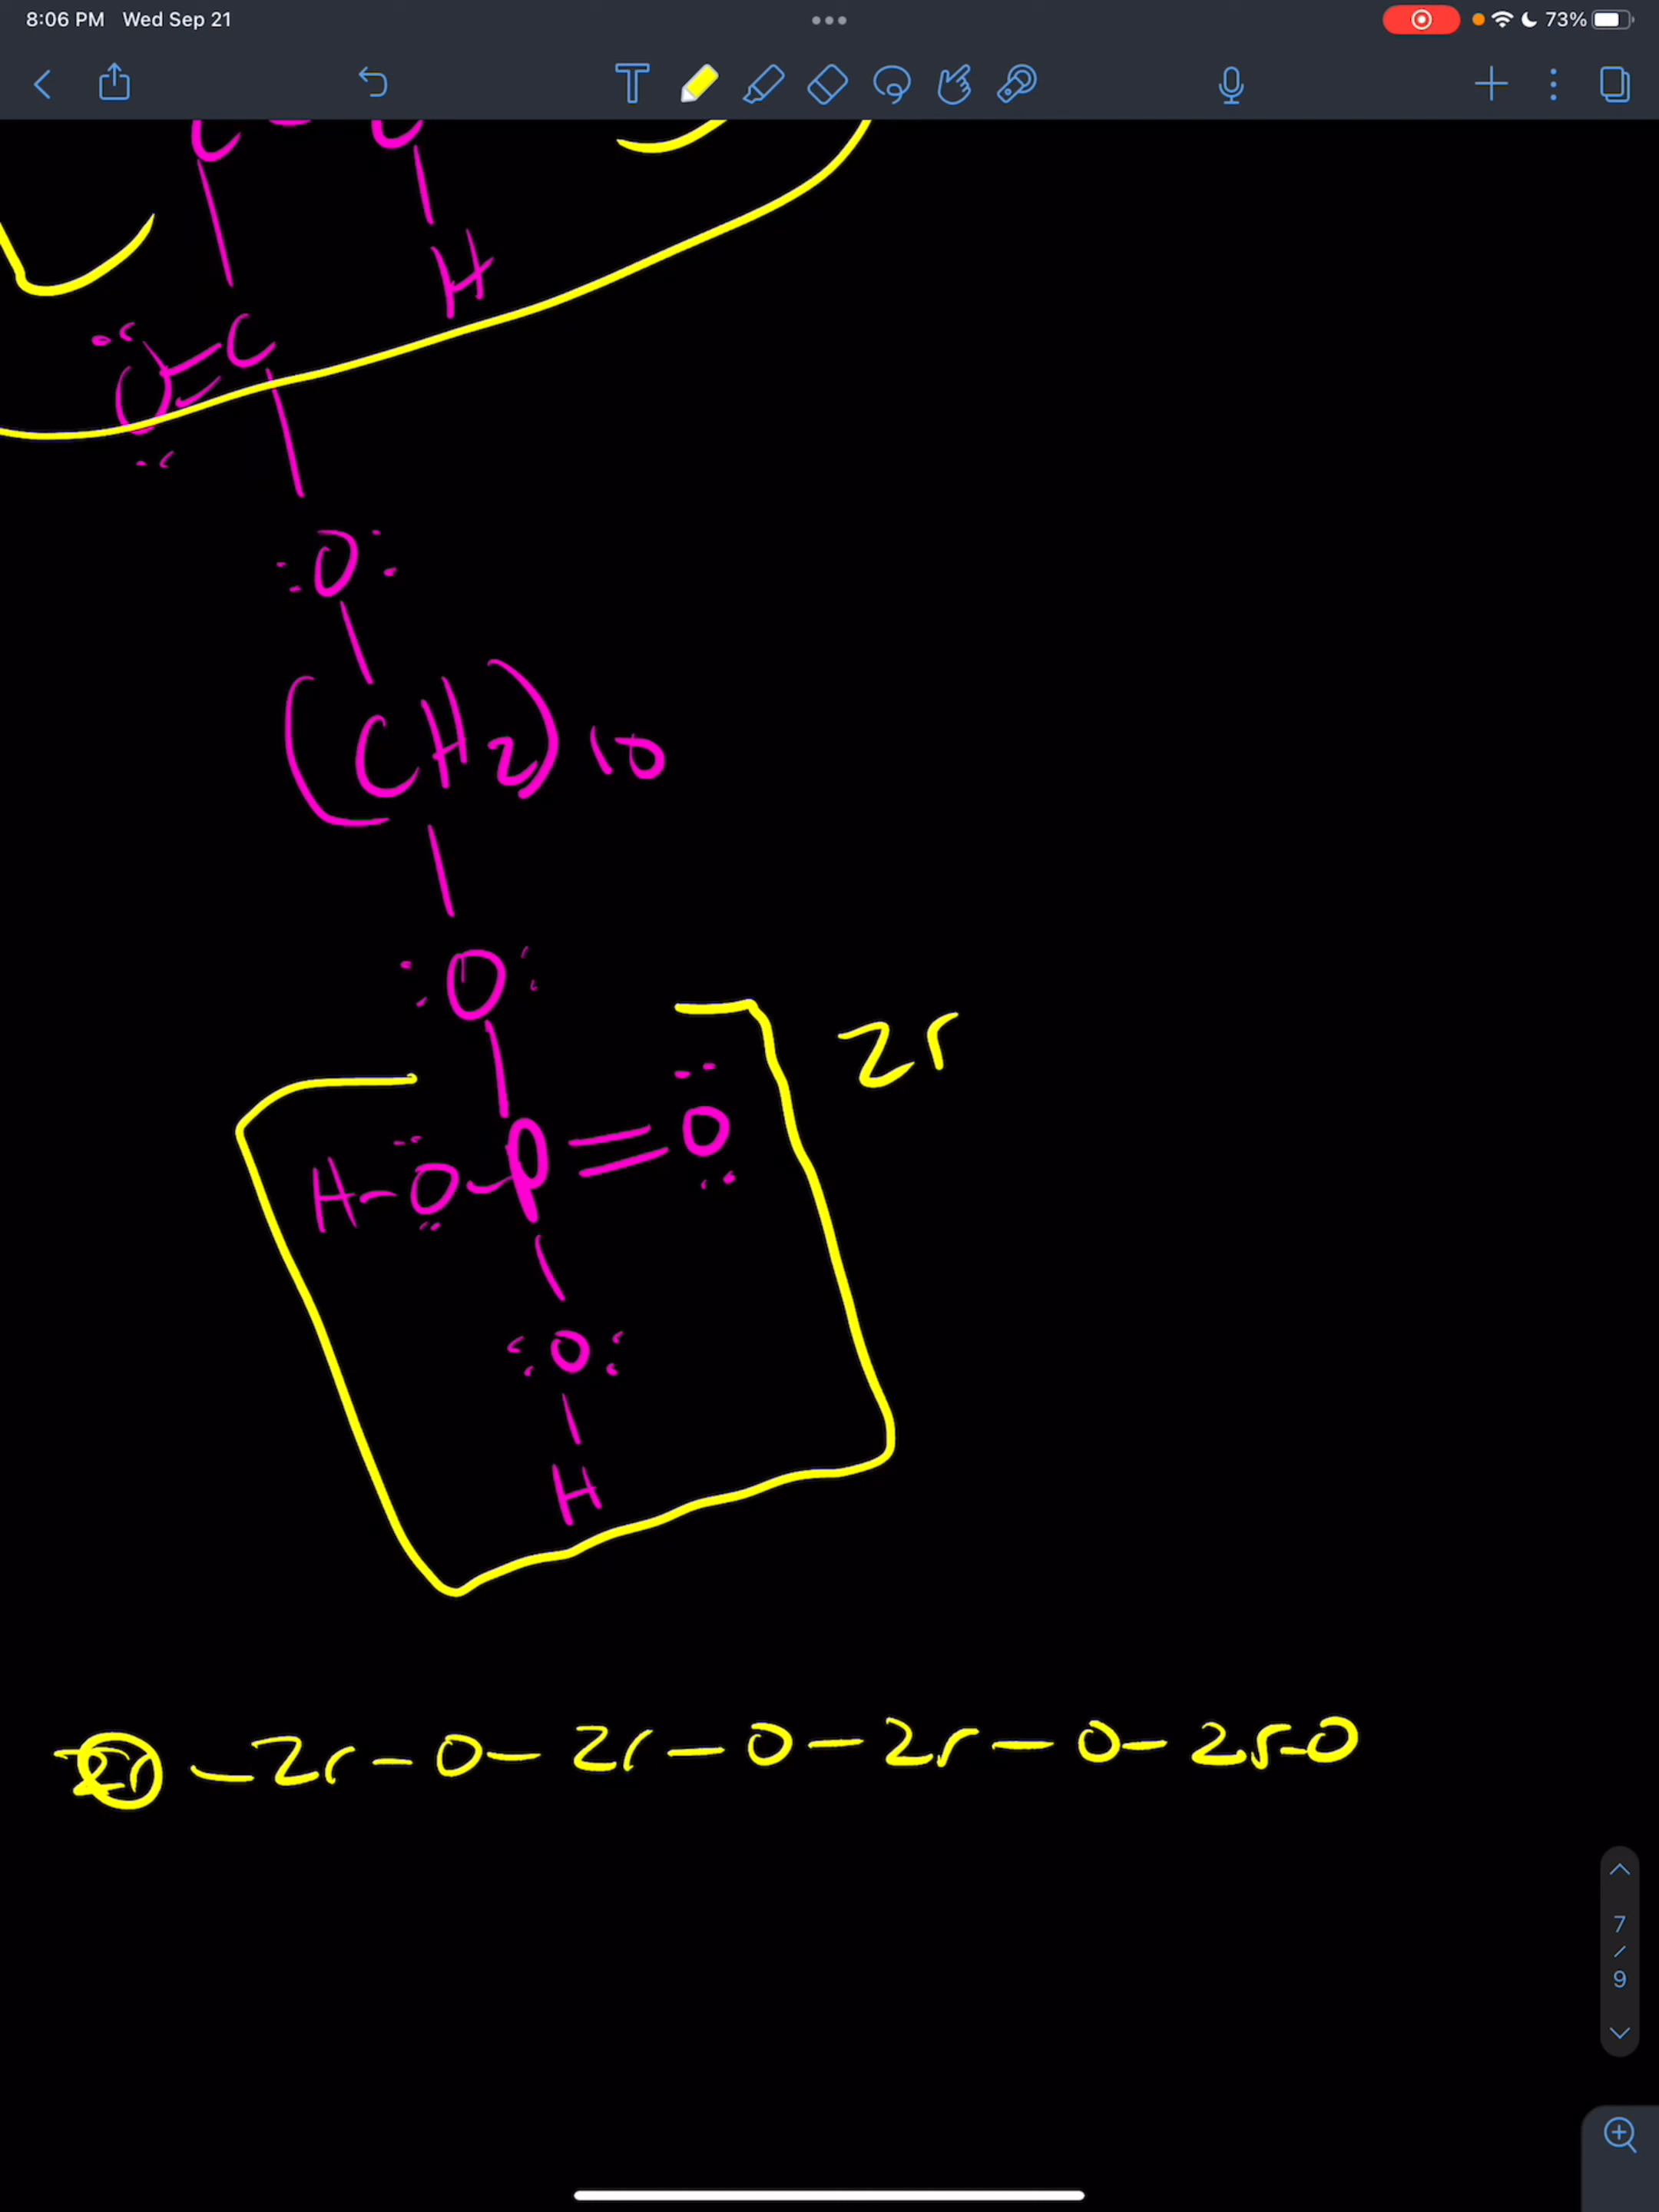 8:06 PM Wed Sep 21
73%
T
C C
H
O=C
:O:
(CH2)10
:O:
Zr
H-O-P=O
:O:
H
-Zr-O-Zr-O-Zr-O-Zr-O
7
/
9